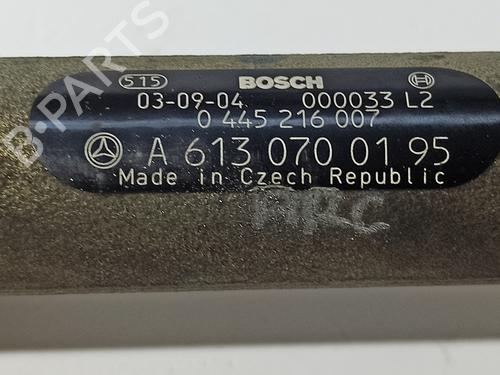 B-PARTS
515 BOSCH
03-09-04 000033 L2
0 445 216 007
A 613 070 01 95
Made in Czech Republic